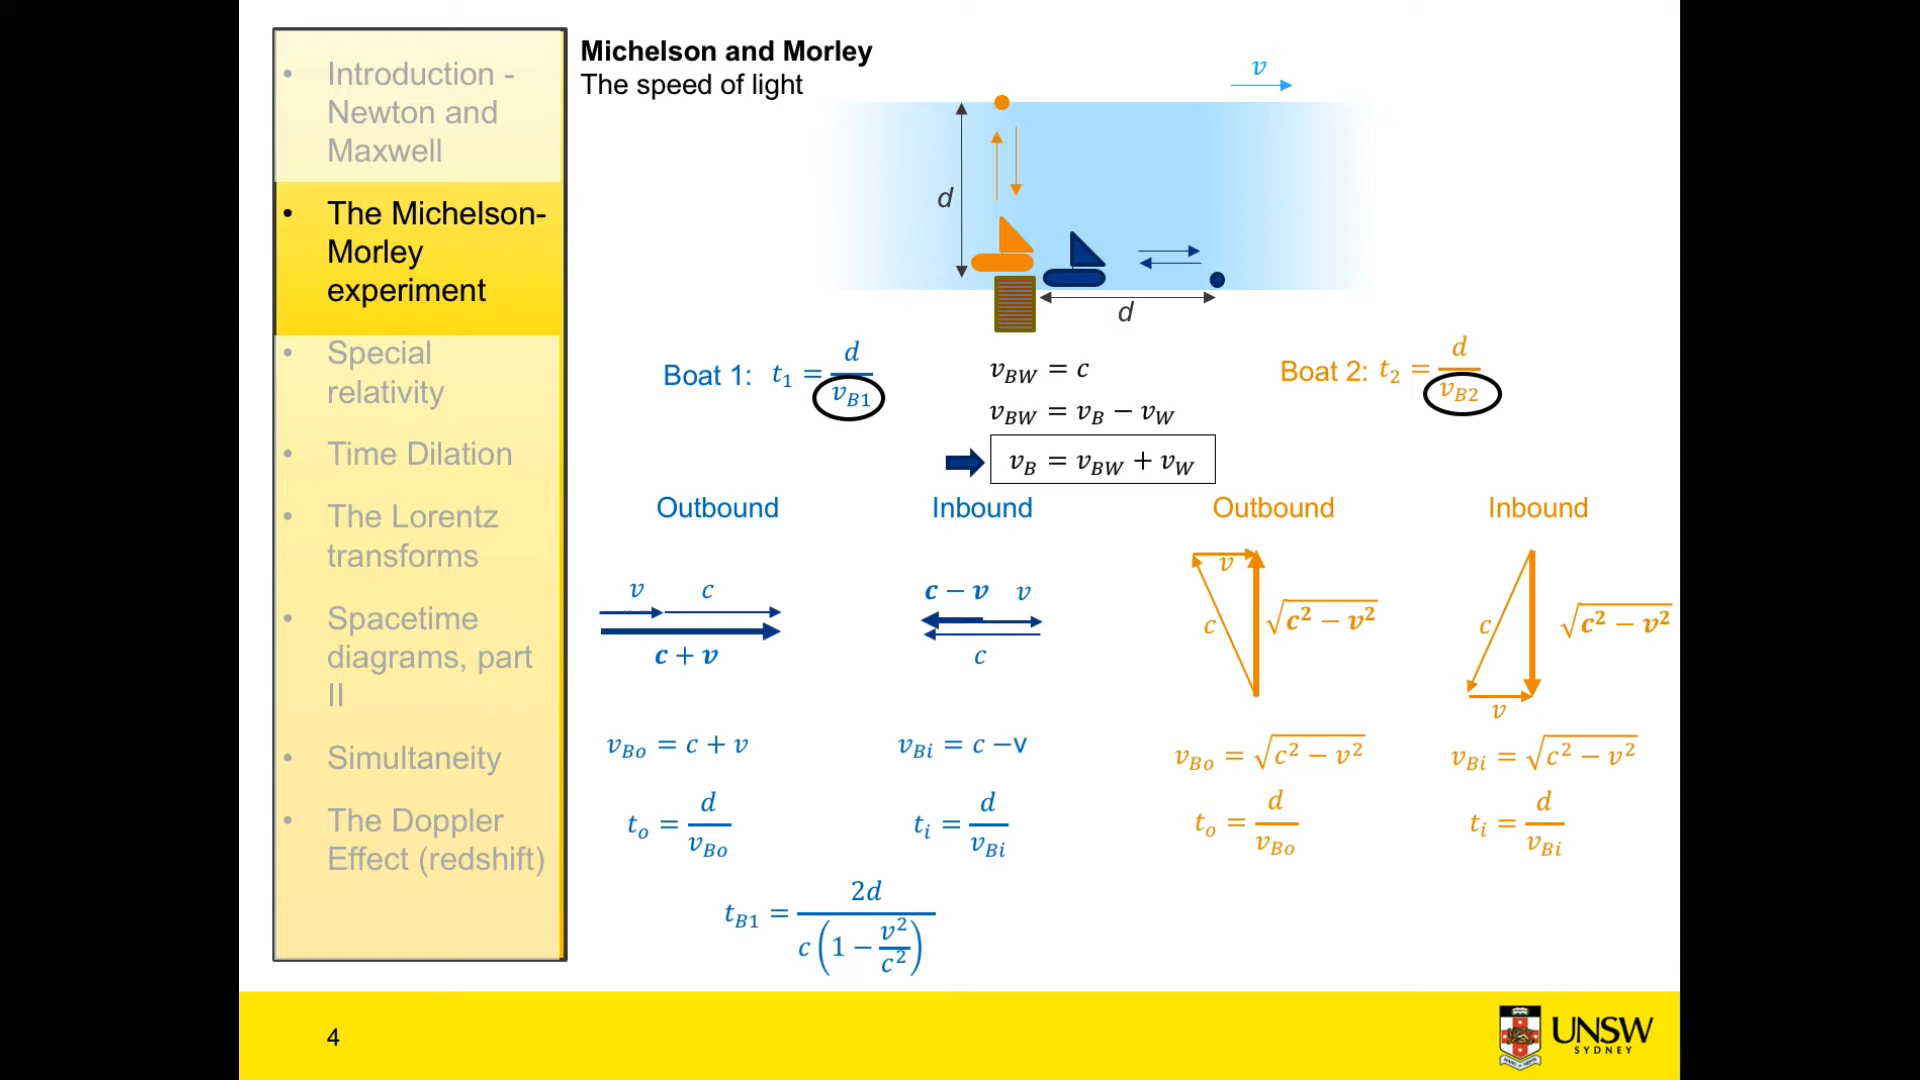 • Introduction -
Newton and
Maxwell
• The Michelson-
Morley
experiment
• Special
relativity
• Time Dilation
• The Lorentz
transforms
• Spacetime
diagrams, part
II
• Simultaneity
• The Doppler
Effect (redshift)
Michelson and Morley
The speed of light
v
d
d
Boat 1: t₁ = d/v_B1
v_BW = c
v_BW = v_B − v_W
v_B = v_BW + v_W
Boat 2: t₂ = d/v_B2
Outbound
Inbound
Outbound
Inbound
v c
c + v
c − v v
c
v
c
√(c² − v²)
c
√(c² − v²)
v
v_Bo = c + v
v_Bi = c −v
v_Bo = √(c² − v²)
v_Bi = √(c² − v²)
t_o = d/v_Bo
t_i = d/v_Bi
t_o = d/v_Bo
t_i = d/v_Bi
t_B1 = 2d/(c(1 − v²/c²))
4
UNSW
SYDNEY